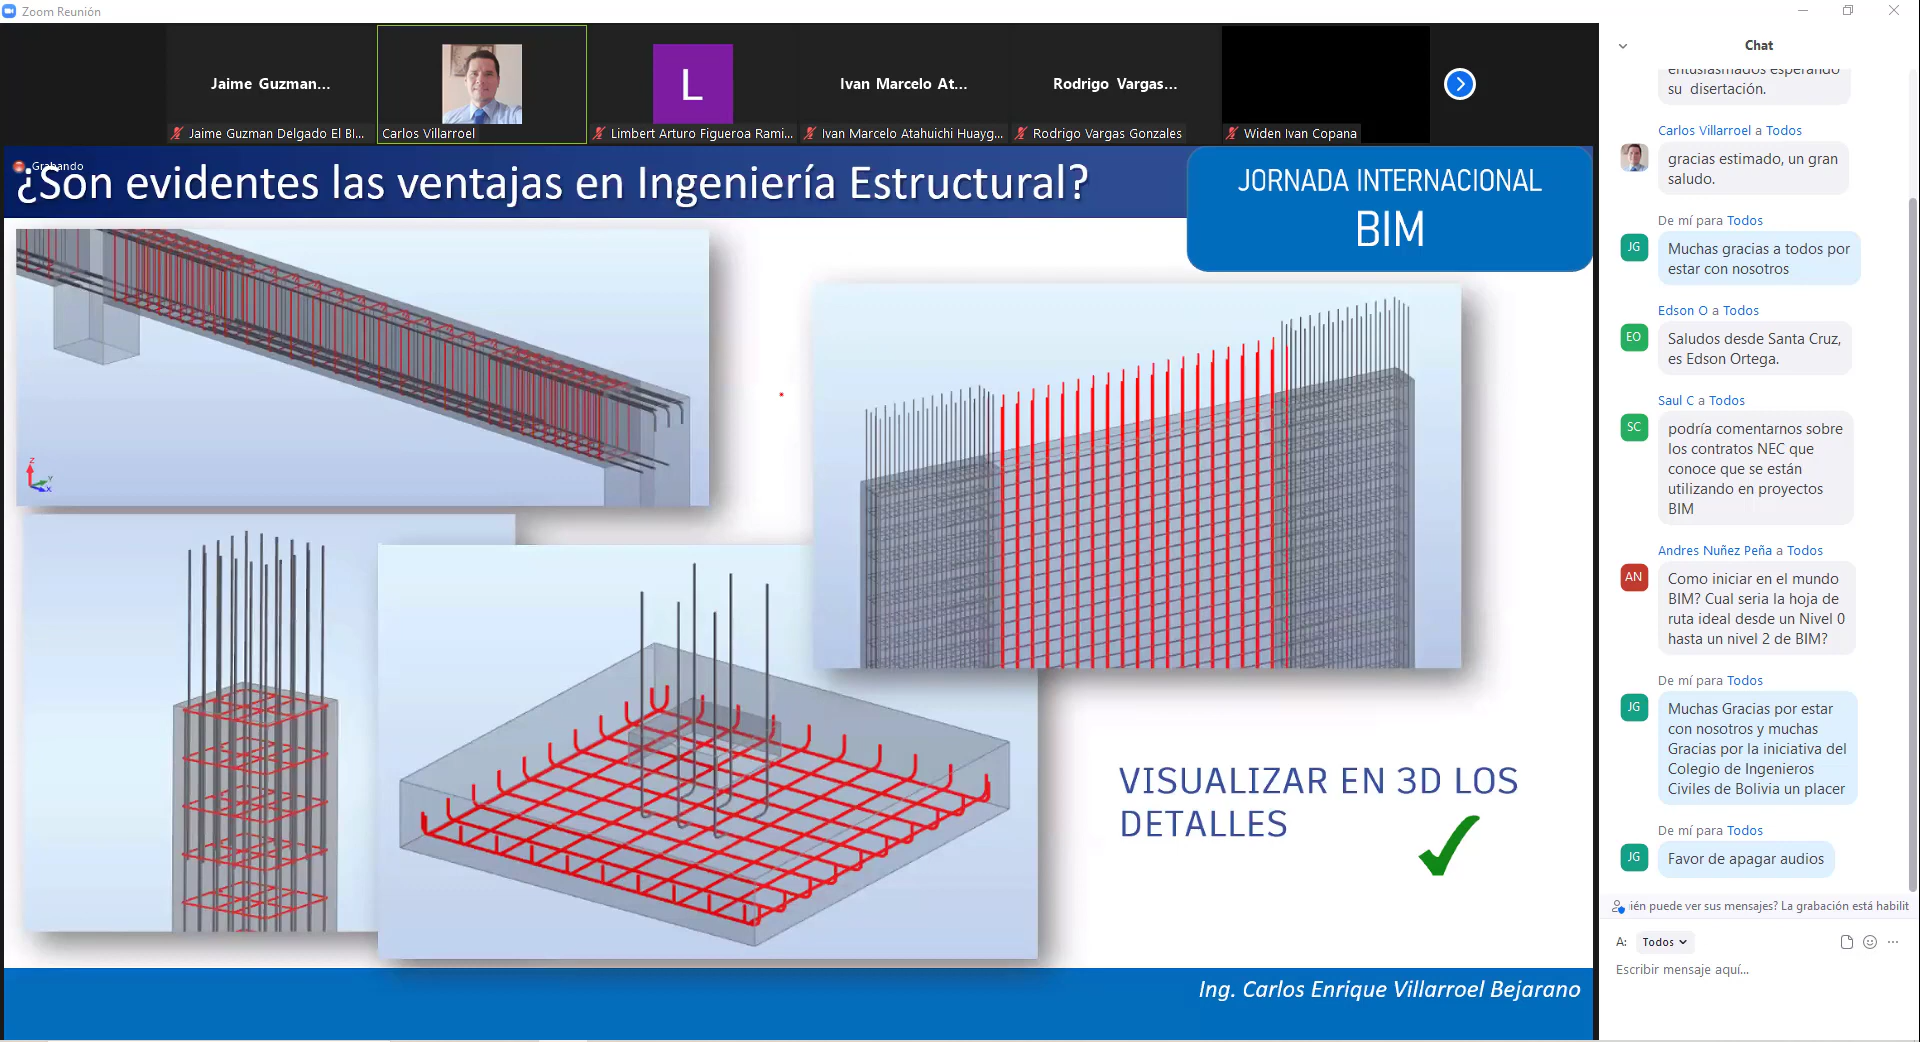 Zoom Reunión
Jaime Guzman...
Ivan Marcelo At...
Rodrigo Vargas...
L
Jaime Guzman Delgado El BI...
Carlos Villarroel
Limbert Arturo Figueroa Rami...
Ivan Marcelo Atahuichi Huayg...
Rodrigo Vargas Gonzales
Widen Ivan Copana
Grabando
¿Son evidentes las ventajas en Ingeniería Estructural?
JORNADA INTERNACIONAL
BIM
Z
Y
X
VISUALIZAR EN 3D LOS
DETALLES
Ing. Carlos Enrique Villarroel Bejarano
Chat
entusiasmados esperando
su disertación.
Carlos Villarroel a Todos
gracias estimado, un gran
saludo.
De mí para Todos
JG
Muchas gracias a todos por
estar con nosotros
Edson O a Todos
EO
Saludos desde Santa Cruz,
es Edson Ortega.
Saul C a Todos
SC
podría comentarnos sobre
los contratos NEC que
conoce que se están
utilizando en proyectos
BIM
Andres Nuñez Peña a Todos
AN
Como iniciar en el mundo
BIM? Cual seria la hoja de
ruta ideal desde un Nivel 0
hasta un nivel 2 de BIM?
De mí para Todos
JG
Muchas Gracias por estar
con nosotros y muchas
Gracias por la iniciativa del
Colegio de Ingenieros
Civiles de Bolivia un placer
De mí para Todos
JG
Favor de apagar audios
ién puede ver sus mensajes? La grabación está habilit
A: Todos
Escribir mensaje aquí...